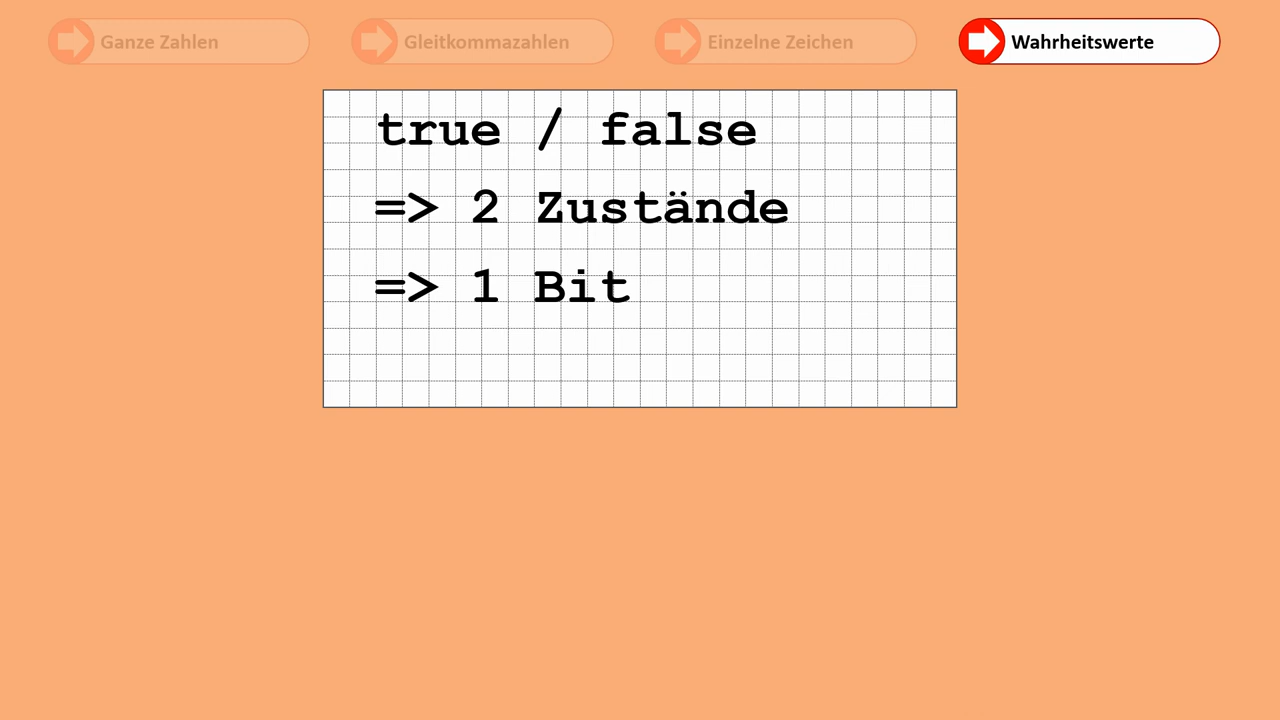 Ganze Zahlen
Gleitkommazahlen
Einzelne Zeichen
Wahrheitswerte
true / false
=> 2 Zustände
=> 1 Bit